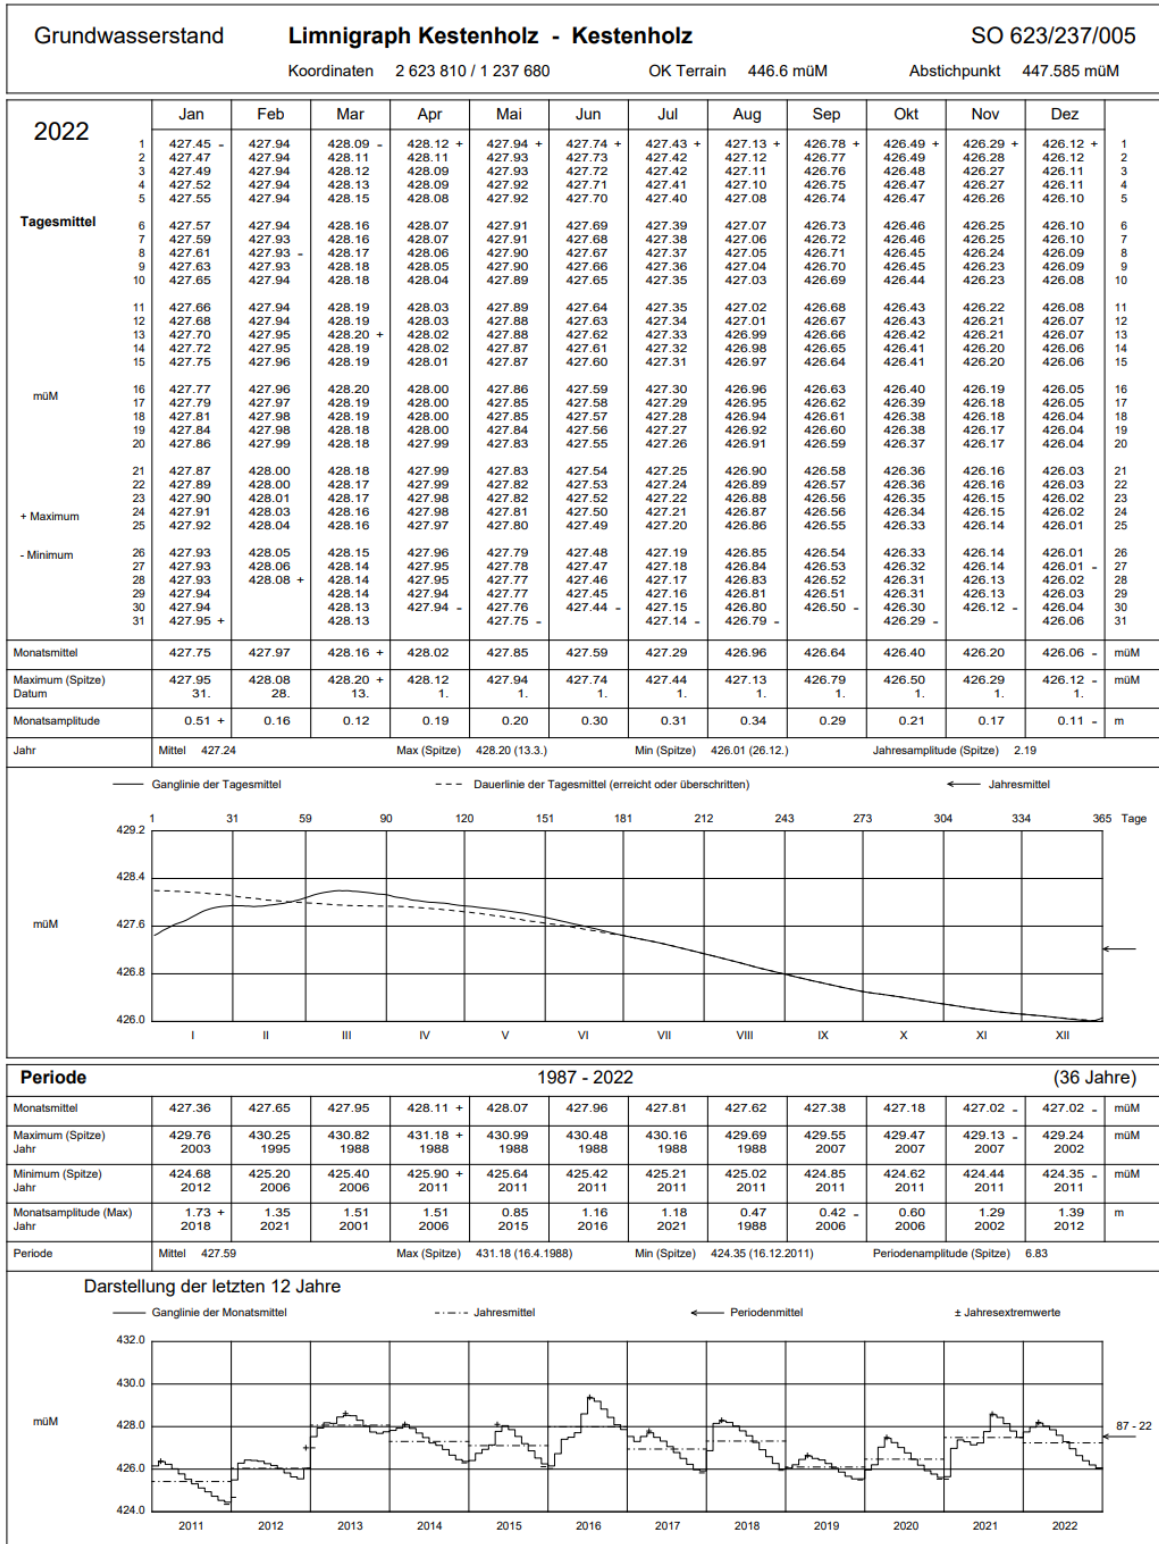 Grundwasserstand Limnigraph Kestenholz - Kestenholz SO 623/237/005
Koordinaten 2 623 810 / 1 237 680 OK Terrain 446.6 müM Abstichpunkt 447.585 müM
2022 Jan Feb Mar Apr Mai Jun Jul Aug Sep Okt Nov Dez
1 427.45 - 427.94 428.09 - 428.12 + 427.94 + 427.74 + 427.43 + 427.13 + 426.78 + 426.49 + 426.29 + 426.12 + 1
2 427.47 427.94 428.11 428.11 427.93 427.73 427.42 427.12 426.77 426.49 426.28 426.12 2
3 427.49 427.94 428.12 428.09 427.93 427.72 427.42 427.11 426.76 426.48 426.27 426.11 3
4 427.52 427.94 428.13 428.09 427.92 427.71 427.41 427.10 426.75 426.47 426.27 426.11 4
5 427.55 427.94 428.15 428.08 427.92 427.70 427.40 427.08 426.74 426.47 426.26 426.10 5
Tagesmittel 6 427.57 427.94 428.16 428.07 427.91 427.69 427.39 427.07 426.73 426.46 426.25 426.10 6
7 427.59 427.93 428.16 428.07 427.91 427.68 427.38 427.06 426.72 426.46 426.25 426.10 7
8 427.61 427.93 - 428.17 428.06 427.90 427.67 427.37 427.05 426.71 426.45 426.24 426.09 8
9 427.63 427.93 428.18 428.05 427.90 427.66 427.36 427.04 426.70 426.45 426.23 426.09 9
10 427.65 427.94 428.18 428.04 427.89 427.65 427.35 427.03 426.69 426.44 426.23 426.08 10
11 427.66 427.94 428.19 428.03 427.89 427.64 427.35 427.02 426.68 426.43 426.22 426.08 11
12 427.68 427.94 428.19 428.03 427.88 427.63 427.34 427.01 426.67 426.43 426.21 426.07 12
13 427.70 427.95 428.20 + 428.02 427.88 427.62 427.33 426.99 426.66 426.42 426.21 426.07 13
14 427.72 427.95 428.19 428.02 427.87 427.61 427.32 426.98 426.65 426.41 426.20 426.06 14
15 427.75 427.96 428.19 428.01 427.87 427.60 427.31 426.97 426.64 426.41 426.20 426.06 15
müM 16 427.77 427.96 428.20 428.00 427.86 427.59 427.30 426.96 426.63 426.40 426.19 426.05 16
17 427.79 427.97 428.19 428.00 427.85 427.58 427.29 426.95 426.62 426.39 426.18 426.05 17
18 427.81 427.98 428.19 428.00 427.85 427.57 427.28 426.94 426.61 426.38 426.18 426.04 18
19 427.84 427.98 428.18 428.00 427.84 427.56 427.27 426.92 426.60 426.38 426.17 426.04 19
20 427.86 427.99 428.18 427.99 427.83 427.55 427.26 426.91 426.59 426.37 426.17 426.04 20
21 427.87 428.00 428.18 427.99 427.83 427.54 427.25 426.90 426.58 426.36 426.16 426.03 21
22 427.89 428.00 428.17 427.99 427.82 427.53 427.24 426.89 426.57 426.36 426.16 426.03 22
23 427.90 428.01 428.17 427.98 427.82 427.52 427.22 426.88 426.56 426.35 426.15 426.02 23
+ Maximum 24 427.91 428.03 428.16 427.98 427.81 427.50 427.21 426.87 426.56 426.34 426.15 426.02 24
25 427.92 428.04 428.16 427.97 427.80 427.49 427.20 426.86 426.55 426.33 426.14 426.01 25
- Minimum 26 427.93 428.05 428.15 427.96 427.79 427.48 427.19 426.85 426.54 426.33 426.14 426.01 26
27 427.93 428.06 428.14 427.95 427.78 427.47 427.18 426.84 426.53 426.32 426.14 426.01 - 27
28 427.93 428.08 + 428.14 427.95 427.77 427.46 427.17 426.83 426.52 426.31 426.13 426.02 28
29 427.94 428.14 427.94 427.77 427.45 427.16 426.81 426.51 426.31 426.13 426.03 29
30 427.94 428.13 427.94 - 427.76 427.44 - 427.15 426.80 426.50 - 426.30 426.12 - 426.04 30
31 427.95 + 428.13 427.75 - 427.14 - 426.79 - 426.29 - 426.06 31
Monatsmittel 427.75 427.97 428.16 + 428.02 427.85 427.59 427.29 426.96 426.64 426.40 426.20 426.06 - müM
Maximum (Spitze) 427.95 428.08 428.20 + 428.12 427.94 427.74 427.44 427.13 426.79 426.50 426.29 426.12 - müM
Datum 31. 28. 13. 1. 1. 1. 1. 1. 1. 1. 1. 1.
Monatsamplitude 0.51 + 0.16 0.12 0.19 0.20 0.30 0.31 0.34 0.29 0.21 0.17 0.11 - m
Jahr Mittel 427.24 Max (Spitze) 428.20 (13.3.) Min (Spitze) 426.01 (26.12.) Jahresamplitude (Spitze) 2.19
Ganglinie der Tagesmittel Dauerlinie der Tagesmittel (erreicht oder überschritten) Jahresmittel
1 31 59 90 120 151 181 212 243 273 304 334 365 Tage
429.2
428.4
müM 427.6
426.8
426.0
I II III IV V VI VII VIII IX X XI XII
Periode 1987 - 2022 (36 Jahre)
Monatsmittel 427.36 427.65 427.95 428.11 + 428.07 427.96 427.81 427.62 427.38 427.18 427.02 - 427.02 - müM
Maximum (Spitze) 429.76 430.25 430.82 431.18 + 430.99 430.48 430.16 429.69 429.55 429.47 429.13 - 429.24 müM
Jahr 2003 1995 1988 1988 1988 1988 1988 1988 2007 2007 2007 2002
Minimum (Spitze) 424.68 425.20 425.40 425.90 + 425.64 425.42 425.21 425.02 424.85 424.62 424.44 424.35 - müM
Jahr 2012 2006 2006 2011 2011 2011 2011 2011 2011 2011 2011 2011
Monatsamplitude (Max) 1.73 + 1.35 1.51 1.51 0.85 1.16 1.18 0.47 0.42 - 0.60 1.29 1.39 m
Jahr 2018 2021 2001 2006 2015 2016 2021 1988 2006 2006 2002 2012
Periode Mittel 427.59 Max (Spitze) 431.18 (16.4.1988) Min (Spitze) 424.35 (16.12.2011) Periodenamplitude (Spitze) 6.83
Darstellung der letzten 12 Jahre
Ganglinie der Monatsmittel Jahresmittel Periodenmittel ± Jahresextremwerte
432.0
430.0
müM 428.0 87 - 22
426.0
424.0
2011 2012 2013 2014 2015 2016 2017 2018 2019 2020 2021 2022